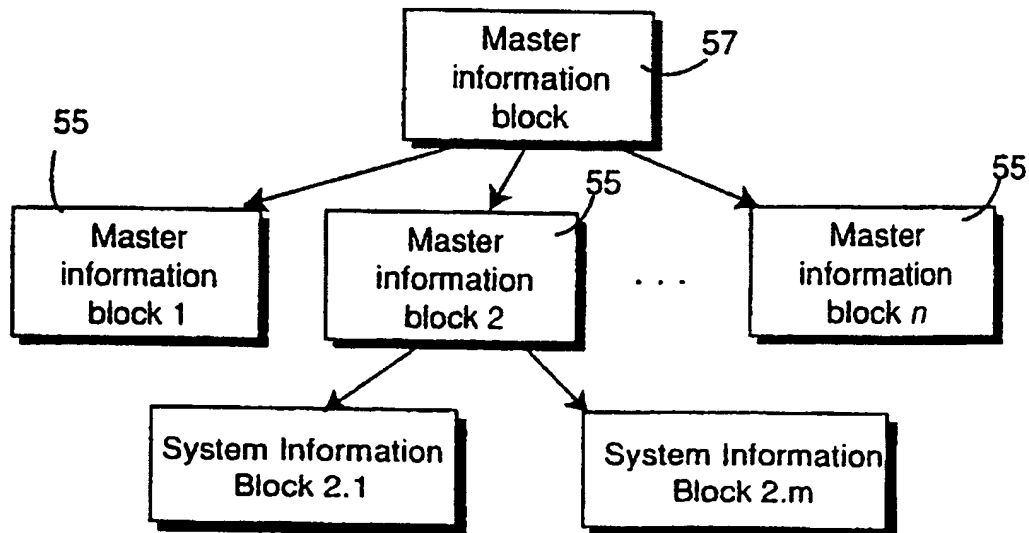 Master
information
block
57
55
Master
information
block 1
55
Master
information
block 2
. . .
55
Master
information
block n
System Information
Block 2.1
System Information
Block 2.m